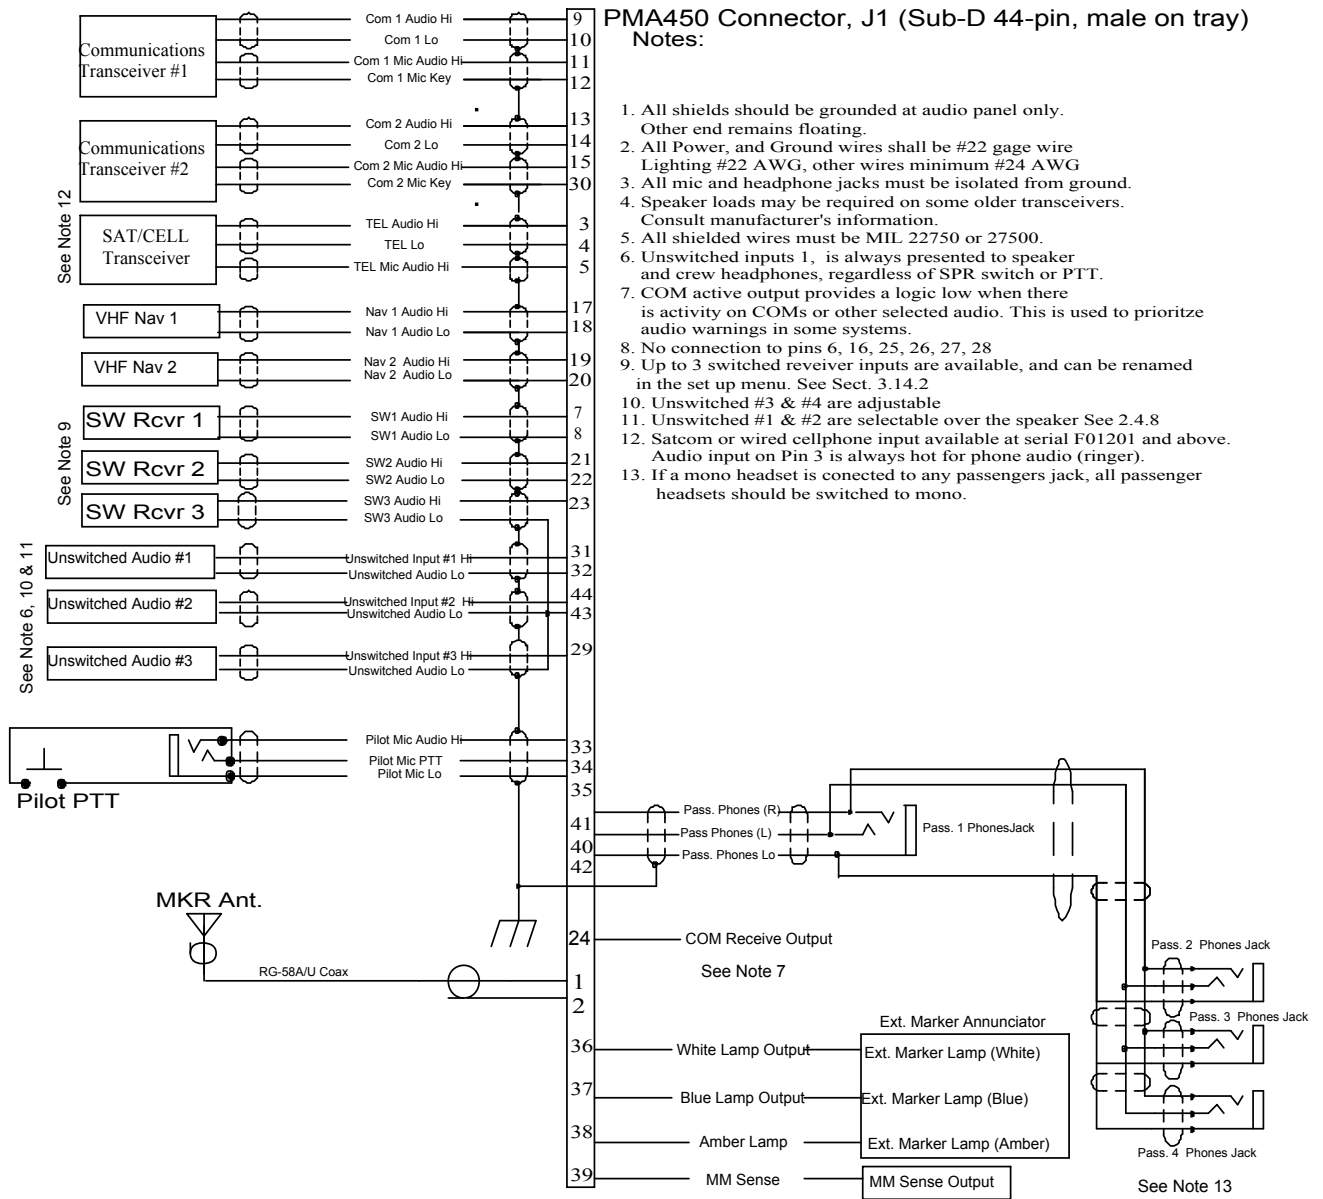 PMA450 Connector, J1 (Sub-D 44-pin, male on tray)
Notes:
1. All shields should be grounded at audio panel only.
Other end remains floating.
2. All Power, and Ground wires shall be #22 gage wire
Lighting #22 AWG, other wires minimum #24 AWG
3. All mic and headphone jacks must be isolated from ground.
4. Speaker loads may be required on some older transceivers.
Consult manufacturer's information.
5. All shielded wires must be MIL 22750 or 27500.
6. Unswitched inputs 1, is always presented to speaker
and crew headphones, regardless of SPR switch or PTT.
7. COM active output provides a logic low when there
is activity on COMs or other selected audio. This is used to prioritze
audio warnings in some systems.
8. No connection to pins 6, 16, 25, 26, 27, 28
9. Up to 3 switched reveiver inputs are available, and can be renamed
in the set up menu. See Sect. 3.14.2
10. Unswitched #3 & #4 are adjustable
11. Unswitched #1 & #2 are selectable over the speaker See 2.4.8
12. Satcom or wired cellphone input available at serial F01201 and above.
Audio input on Pin 3 is always hot for phone audio (ringer).
13. If a mono headset is conected to any passengers jack, all passenger
headsets should be switched to mono.
Communications
Transceiver #1
Com 1 Audio Hi 9
Com 1 Lo 10
Com 1 Mic Audio Hi 11
Com 1 Mic Key 12
Communications
Transceiver #2
Com 2 Audio Hi 13
Com 2 Lo 14
Com 2 Mic Audio Hi 15
Com 2 Mic Key 30
See Note 12
SAT/CELL
Transceiver
TEL Audio Hi 3
TEL Lo 4
TEL Mic Audio Hi 5
VHF Nav 1
Nav 1 Audio Hi 17
Nav 1 Audio Lo 18
VHF Nav 2
Nav 2 Audio Hi 19
Nav 2 Audio Lo 20
See Note 9
SW Rcvr 1
SW1 Audio Hi 7
SW1 Audio Lo 8
SW Rcvr 2
SW2 Audio Hi 21
SW2 Audio Lo 22
SW Rcvr 3
SW3 Audio Hi 23
SW3 Audio Lo
See Note 6, 10 & 11
Unswitched Audio #1
Unswitched Input #1 Hi 31
Unswitched Audio Lo 32
Unswitched Audio #2
Unswitched Input #2 Hi 44
Unswitched Audio Lo 43
Unswitched Audio #3
Unswitched Input #3 Hi 29
Unswitched Audio Lo
Pilot PTT
Pilot Mic Audio Hi 33
Pilot Mic PTT 34
Pilot Mic Lo 35
41 Pass. Phones (R)
40 Pass Phones (L)
42 Pass. Phones Lo
Pass. 1 PhonesJack
MKR Ant.
RG-58A/U Coax
1
2
24 COM Receive Output
See Note 7
Pass. 2 Phones Jack
Pass. 3 Phones Jack
Pass. 4 Phones Jack
See Note 13
Ext. Marker Annunciator
36 White Lamp Output Ext. Marker Lamp (White)
37 Blue Lamp Output Ext. Marker Lamp (Blue)
38 Amber Lamp Ext. Marker Lamp (Amber)
39 MM Sense MM Sense Output